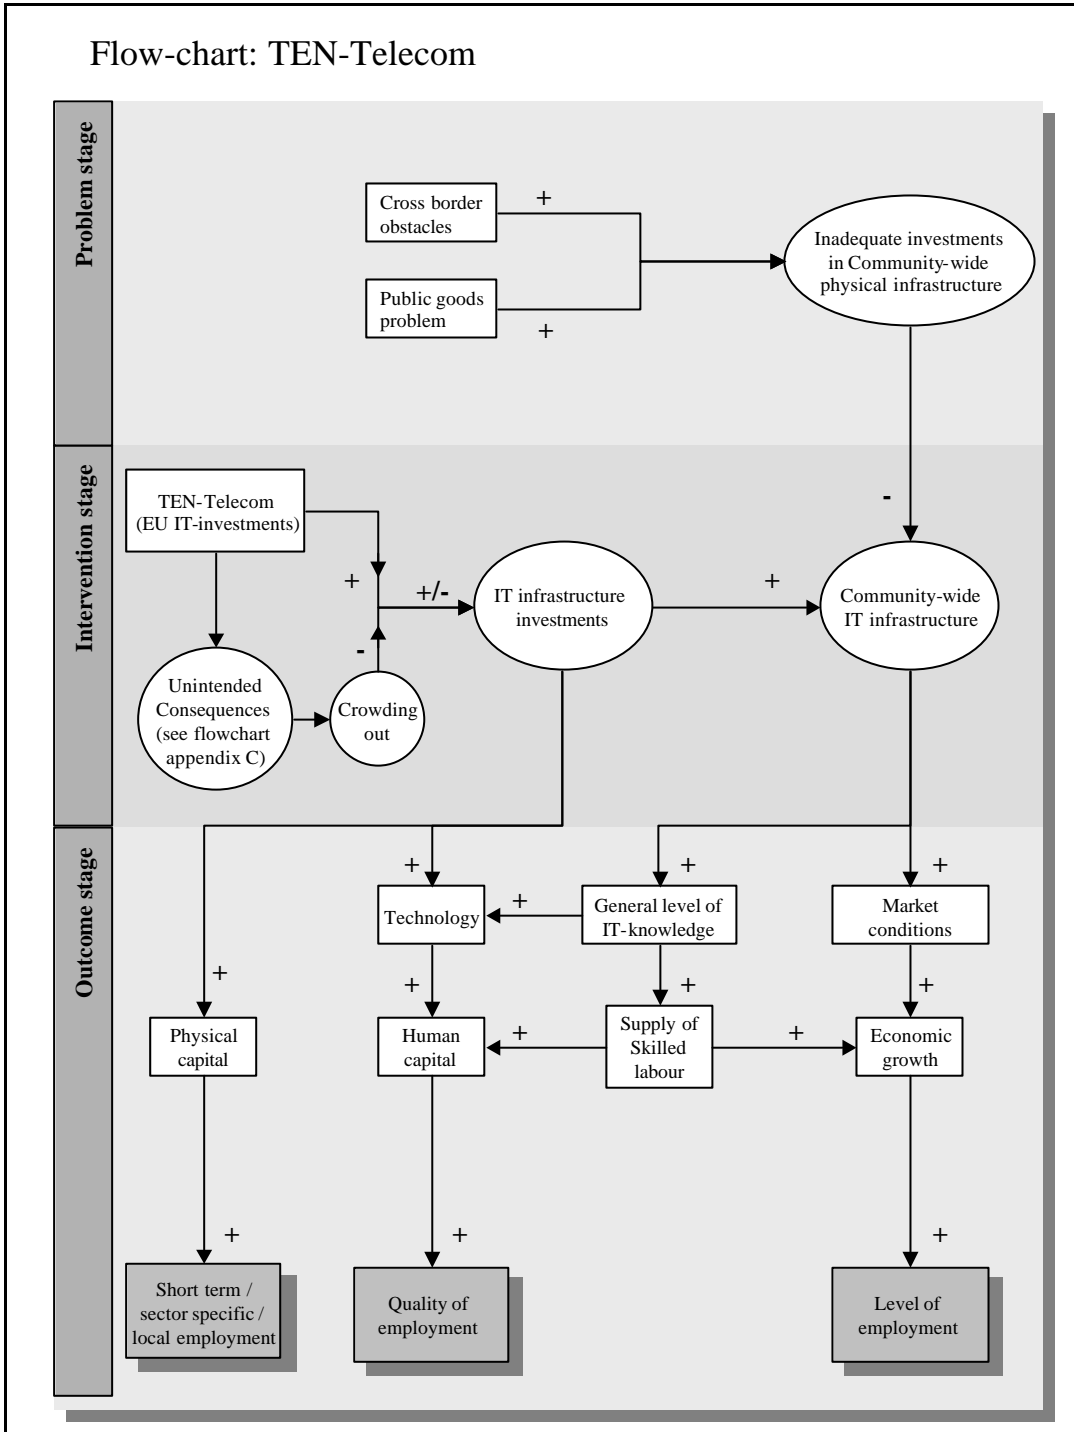 Flow-chart: TEN-Telecom
Problem stage
Cross border
obstacles
+
Public goods
problem
+
Inadequate investments
in Community-wide
physical infrastructure
-
Intervention stage
TEN-Telecom
(EU IT-investments)
+
+/-
-
Unintended
Consequences
(see flowchart
appendix C)
Crowding
out
IT infrastructure
investments
+
Community-wide
IT infrastructure
Outcome stage
+
+
+
Technology
+
General level of
IT-knowledge
Market
conditions
+
+
+
+
Physical
capital
Human
capital
+
Supply of
Skilled
labour
+
Economic
growth
+
+
+
Short term /
sector specific /
local employment
Quality of
employment
Level of
employment